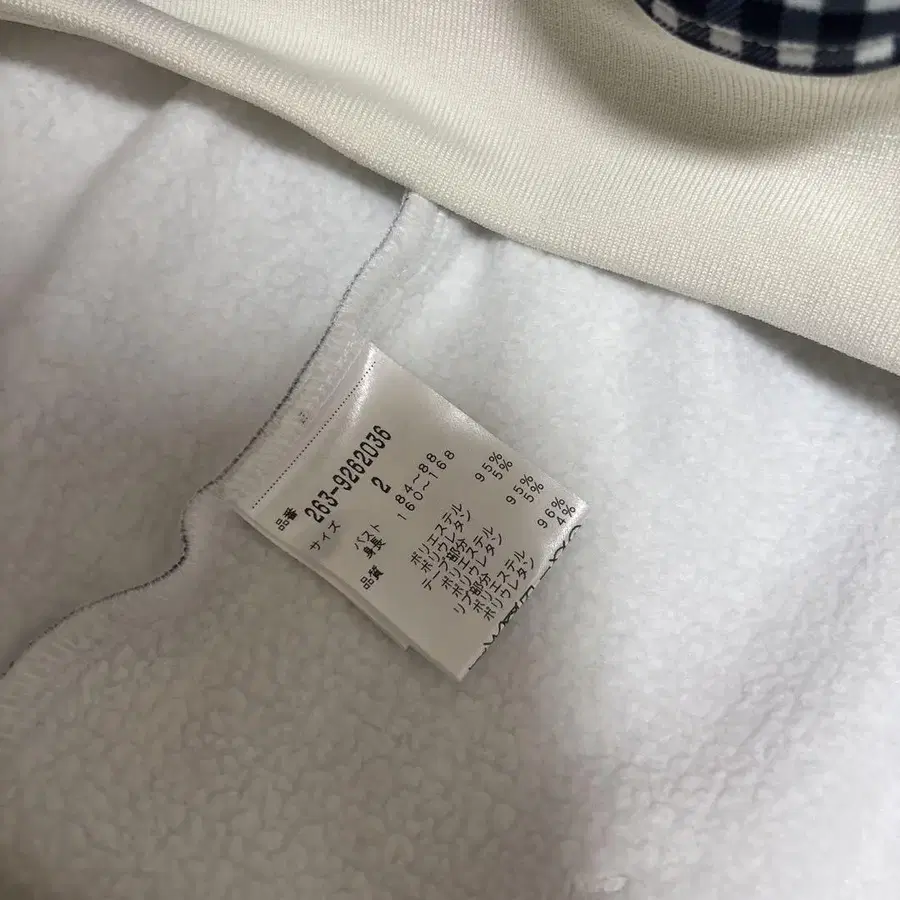 品番
263-9262036
サイズ 2
バスト 84~88
身長 160~168
品質
ポリエステル 95%
ポリウレタン 5%
テープ部分
ポリエステル 95%
ポリウレタン 5%
リブ部分
ポリエステル 96%
ポリウレタン 4%